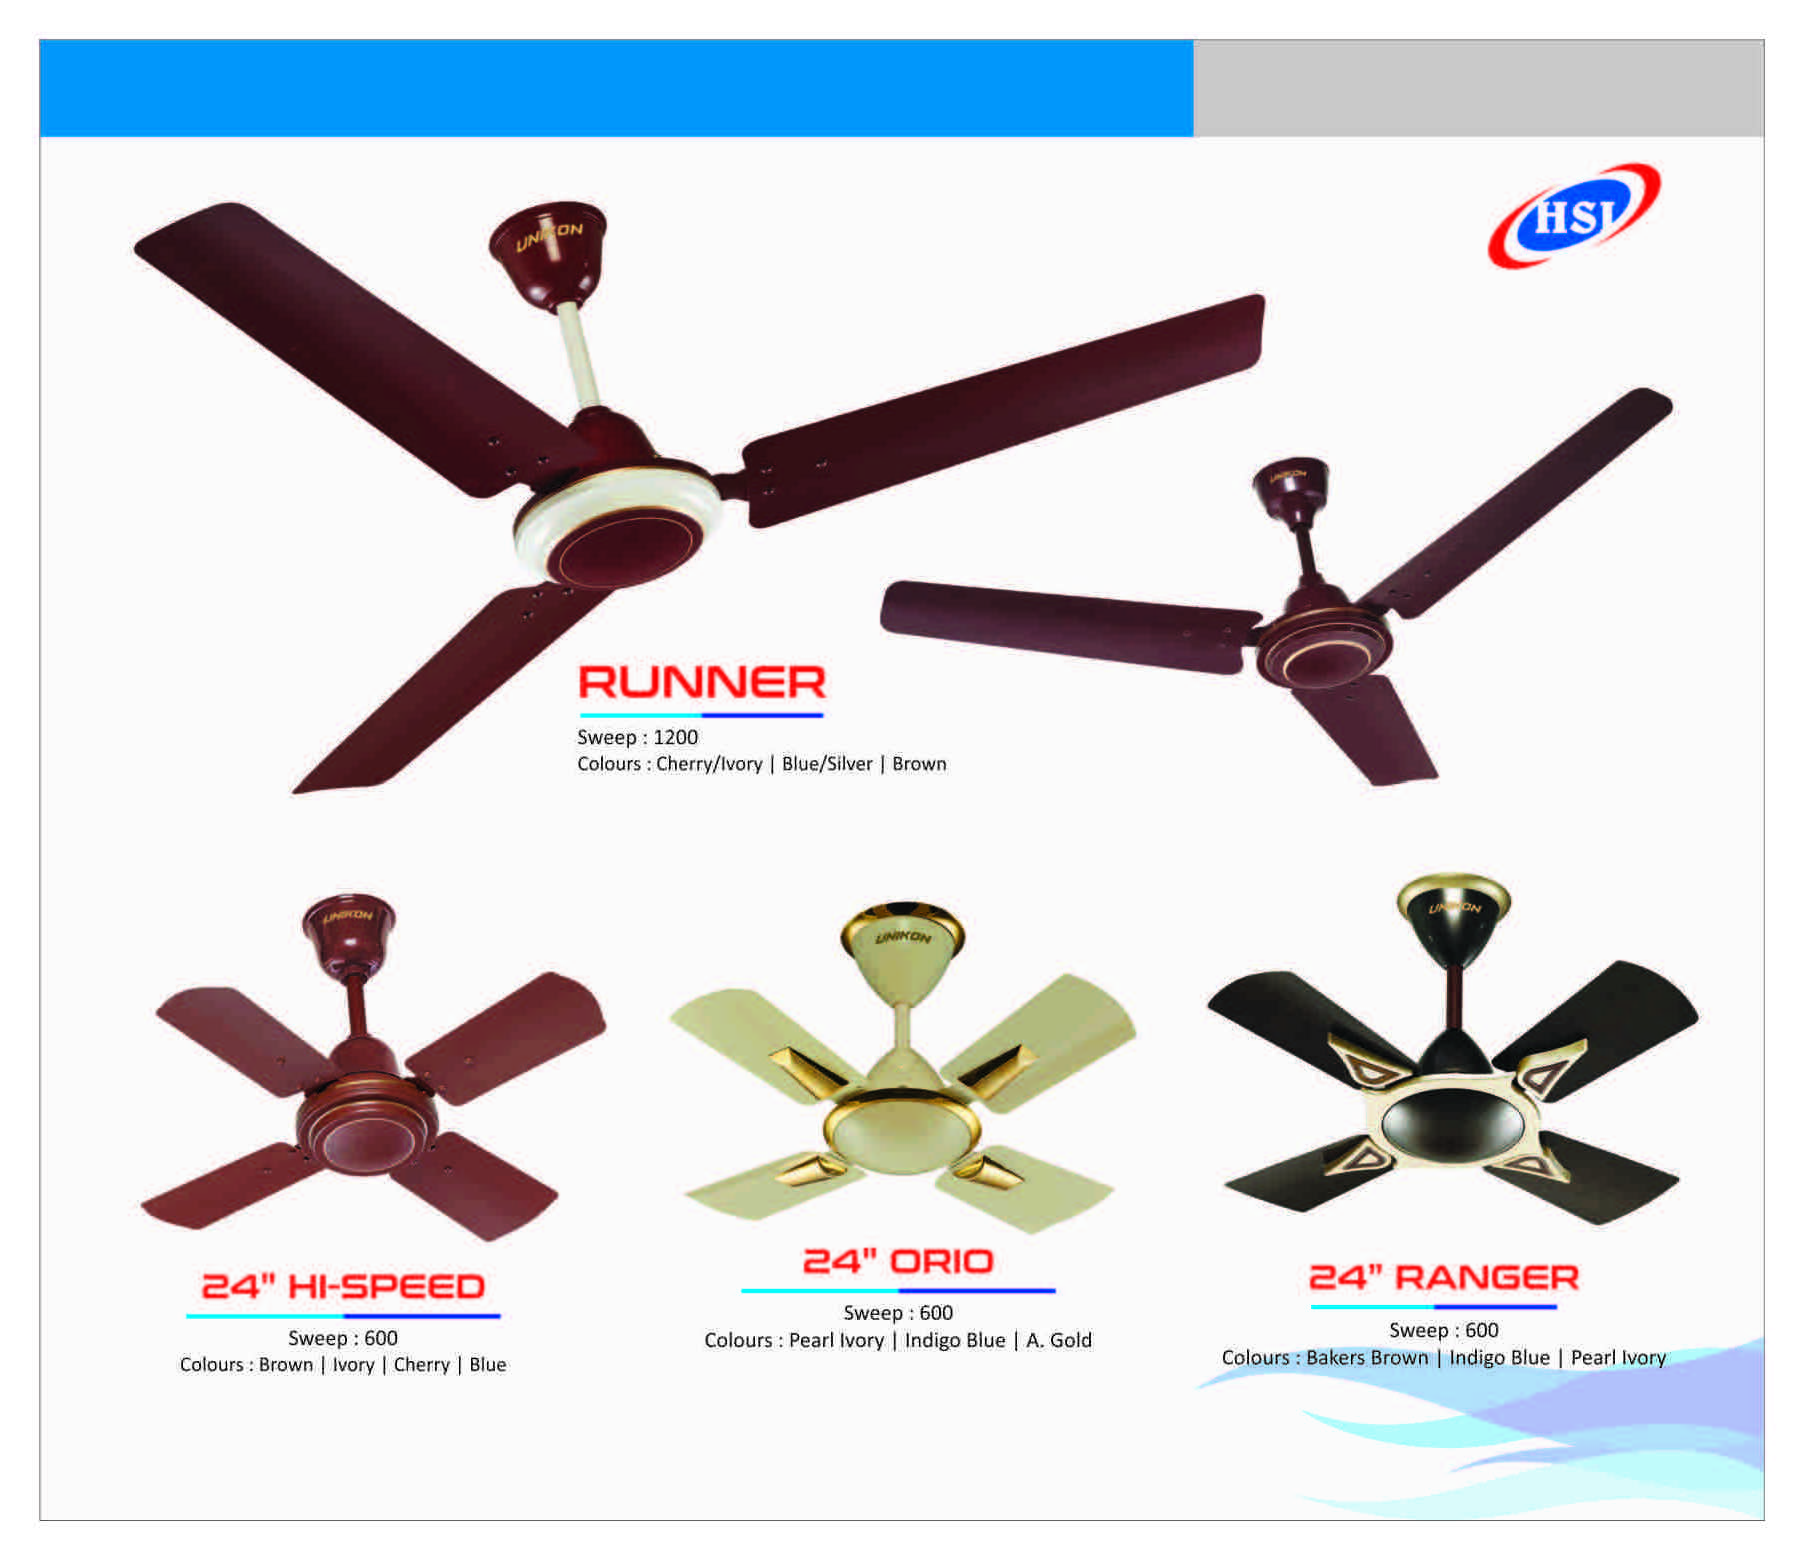 HSI
UNIKON
UNIKON
RUNNER
Sweep : 1200
Colours : Cherry/Ivory | Blue/Silver | Brown
UNIKON
UNIKON
UNIKON
24" HI-SPEED
Sweep : 600
Colours : Brown | Ivory | Cherry | Blue
24" ORIO
Sweep : 600
Colours : Pearl Ivory | Indigo Blue | A. Gold
24" RANGER
Sweep : 600
Colours : Bakers Brown | Indigo Blue | Pearl Ivory